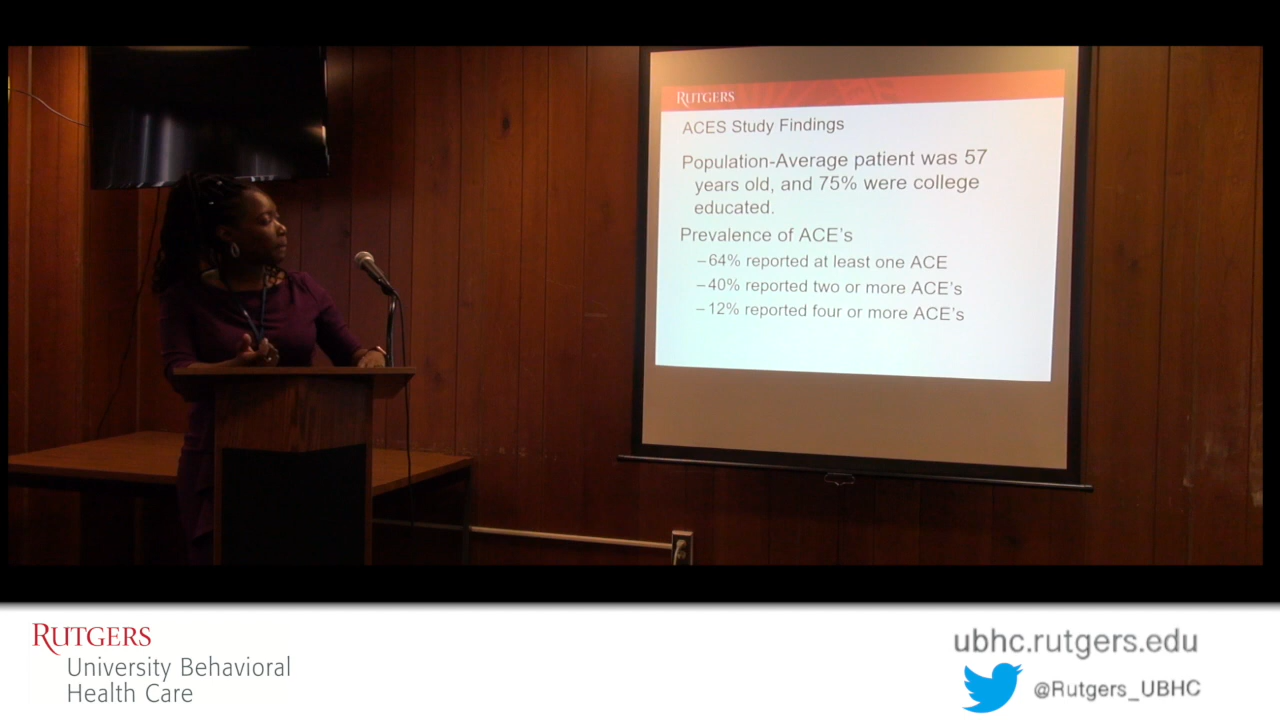 RUTGERS
ACES Study Findings
Population-Average patient was 57
years old, and 75% were college
educated.
Prevalence of ACE's
–64% reported at least one ACE
–40% reported two or more ACE's
–12% reported four or more ACE's
RUTGERS
University Behavioral
Health Care
ubhc.rutgers.edu
@Rutgers_UBHC